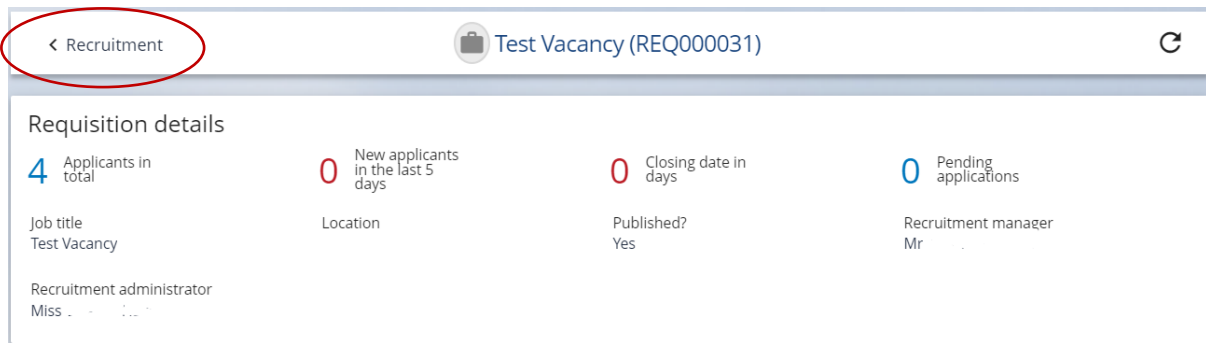 Recruitment
Test Vacancy (REQ000031)
Requisition details
4 Applicants in
total
0 New applicants
in the last 5
days
0 Closing date in
days
0 Pending
applications
Job title
Test Vacancy
Location
Published?
Yes
Recruitment manager
Mr
Recruitment administrator
Miss